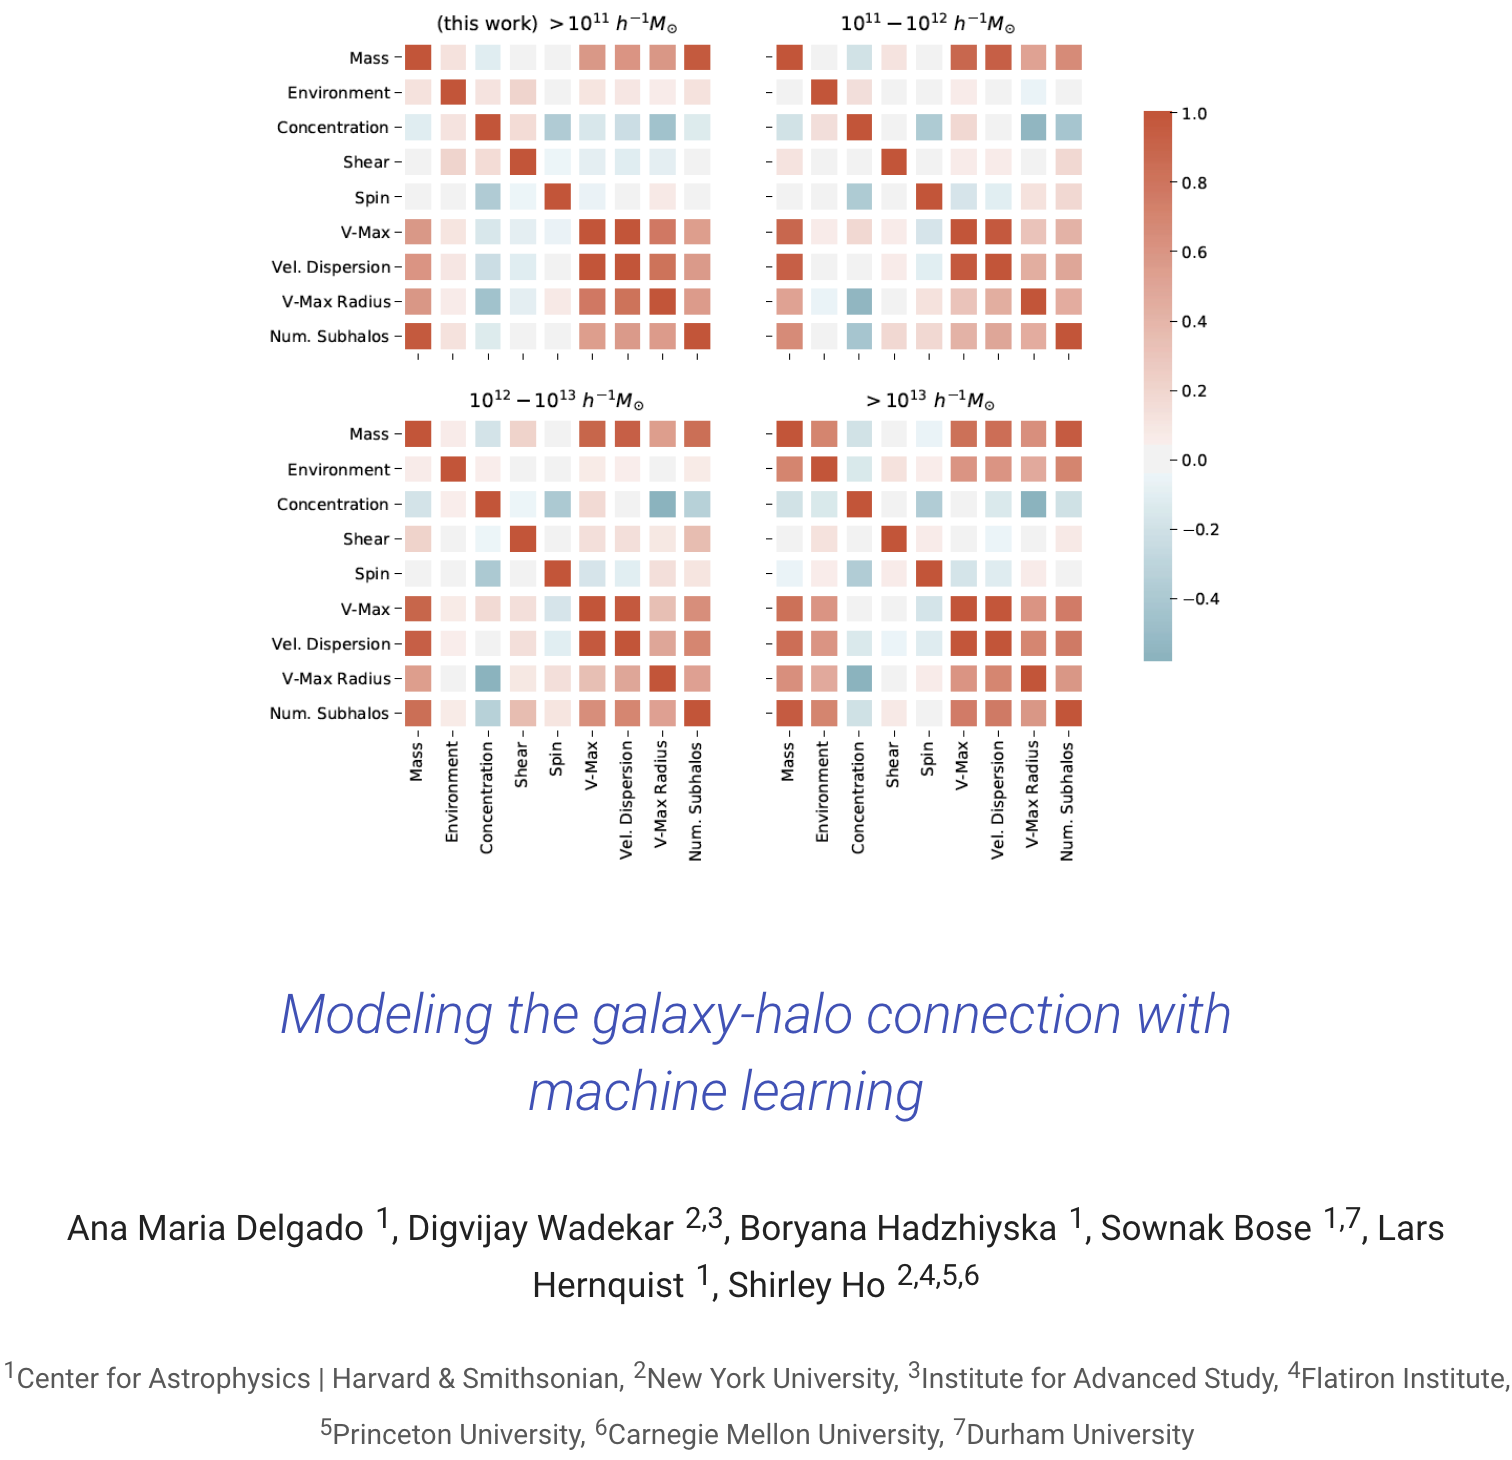 (this work) > 10¹¹ h⁻¹M⊙
10¹¹ − 10¹² h⁻¹M⊙
Mass
Environment
Concentration
Shear
Spin
V-Max
Vel. Dispersion
V-Max Radius
Num. Subhalos
1.0
0.8
0.6
0.4
0.2
0.0
−0.2
−0.4
10¹² − 10¹³ h⁻¹M⊙
> 10¹³ h⁻¹M⊙
Mass
Environment
Concentration
Shear
Spin
V-Max
Vel. Dispersion
V-Max Radius
Num. Subhalos
Mass
Environment
Concentration
Shear
Spin
V-Max
Vel. Dispersion
V-Max Radius
Num. Subhalos
Mass
Environment
Concentration
Shear
Spin
V-Max
Vel. Dispersion
V-Max Radius
Num. Subhalos
Modeling the galaxy-halo connection with
machine learning
Ana Maria Delgado ¹, Digvijay Wadekar ²,³, Boryana Hadzhiyska ¹, Sownak Bose ¹,⁷, Lars
Hernquist ¹, Shirley Ho ²,⁴,⁵,⁶
¹Center for Astrophysics | Harvard & Smithsonian, ²New York University, ³Institute for Advanced Study, ⁴Flatiron Institute,
⁵Princeton University, ⁶Carnegie Mellon University, ⁷Durham University